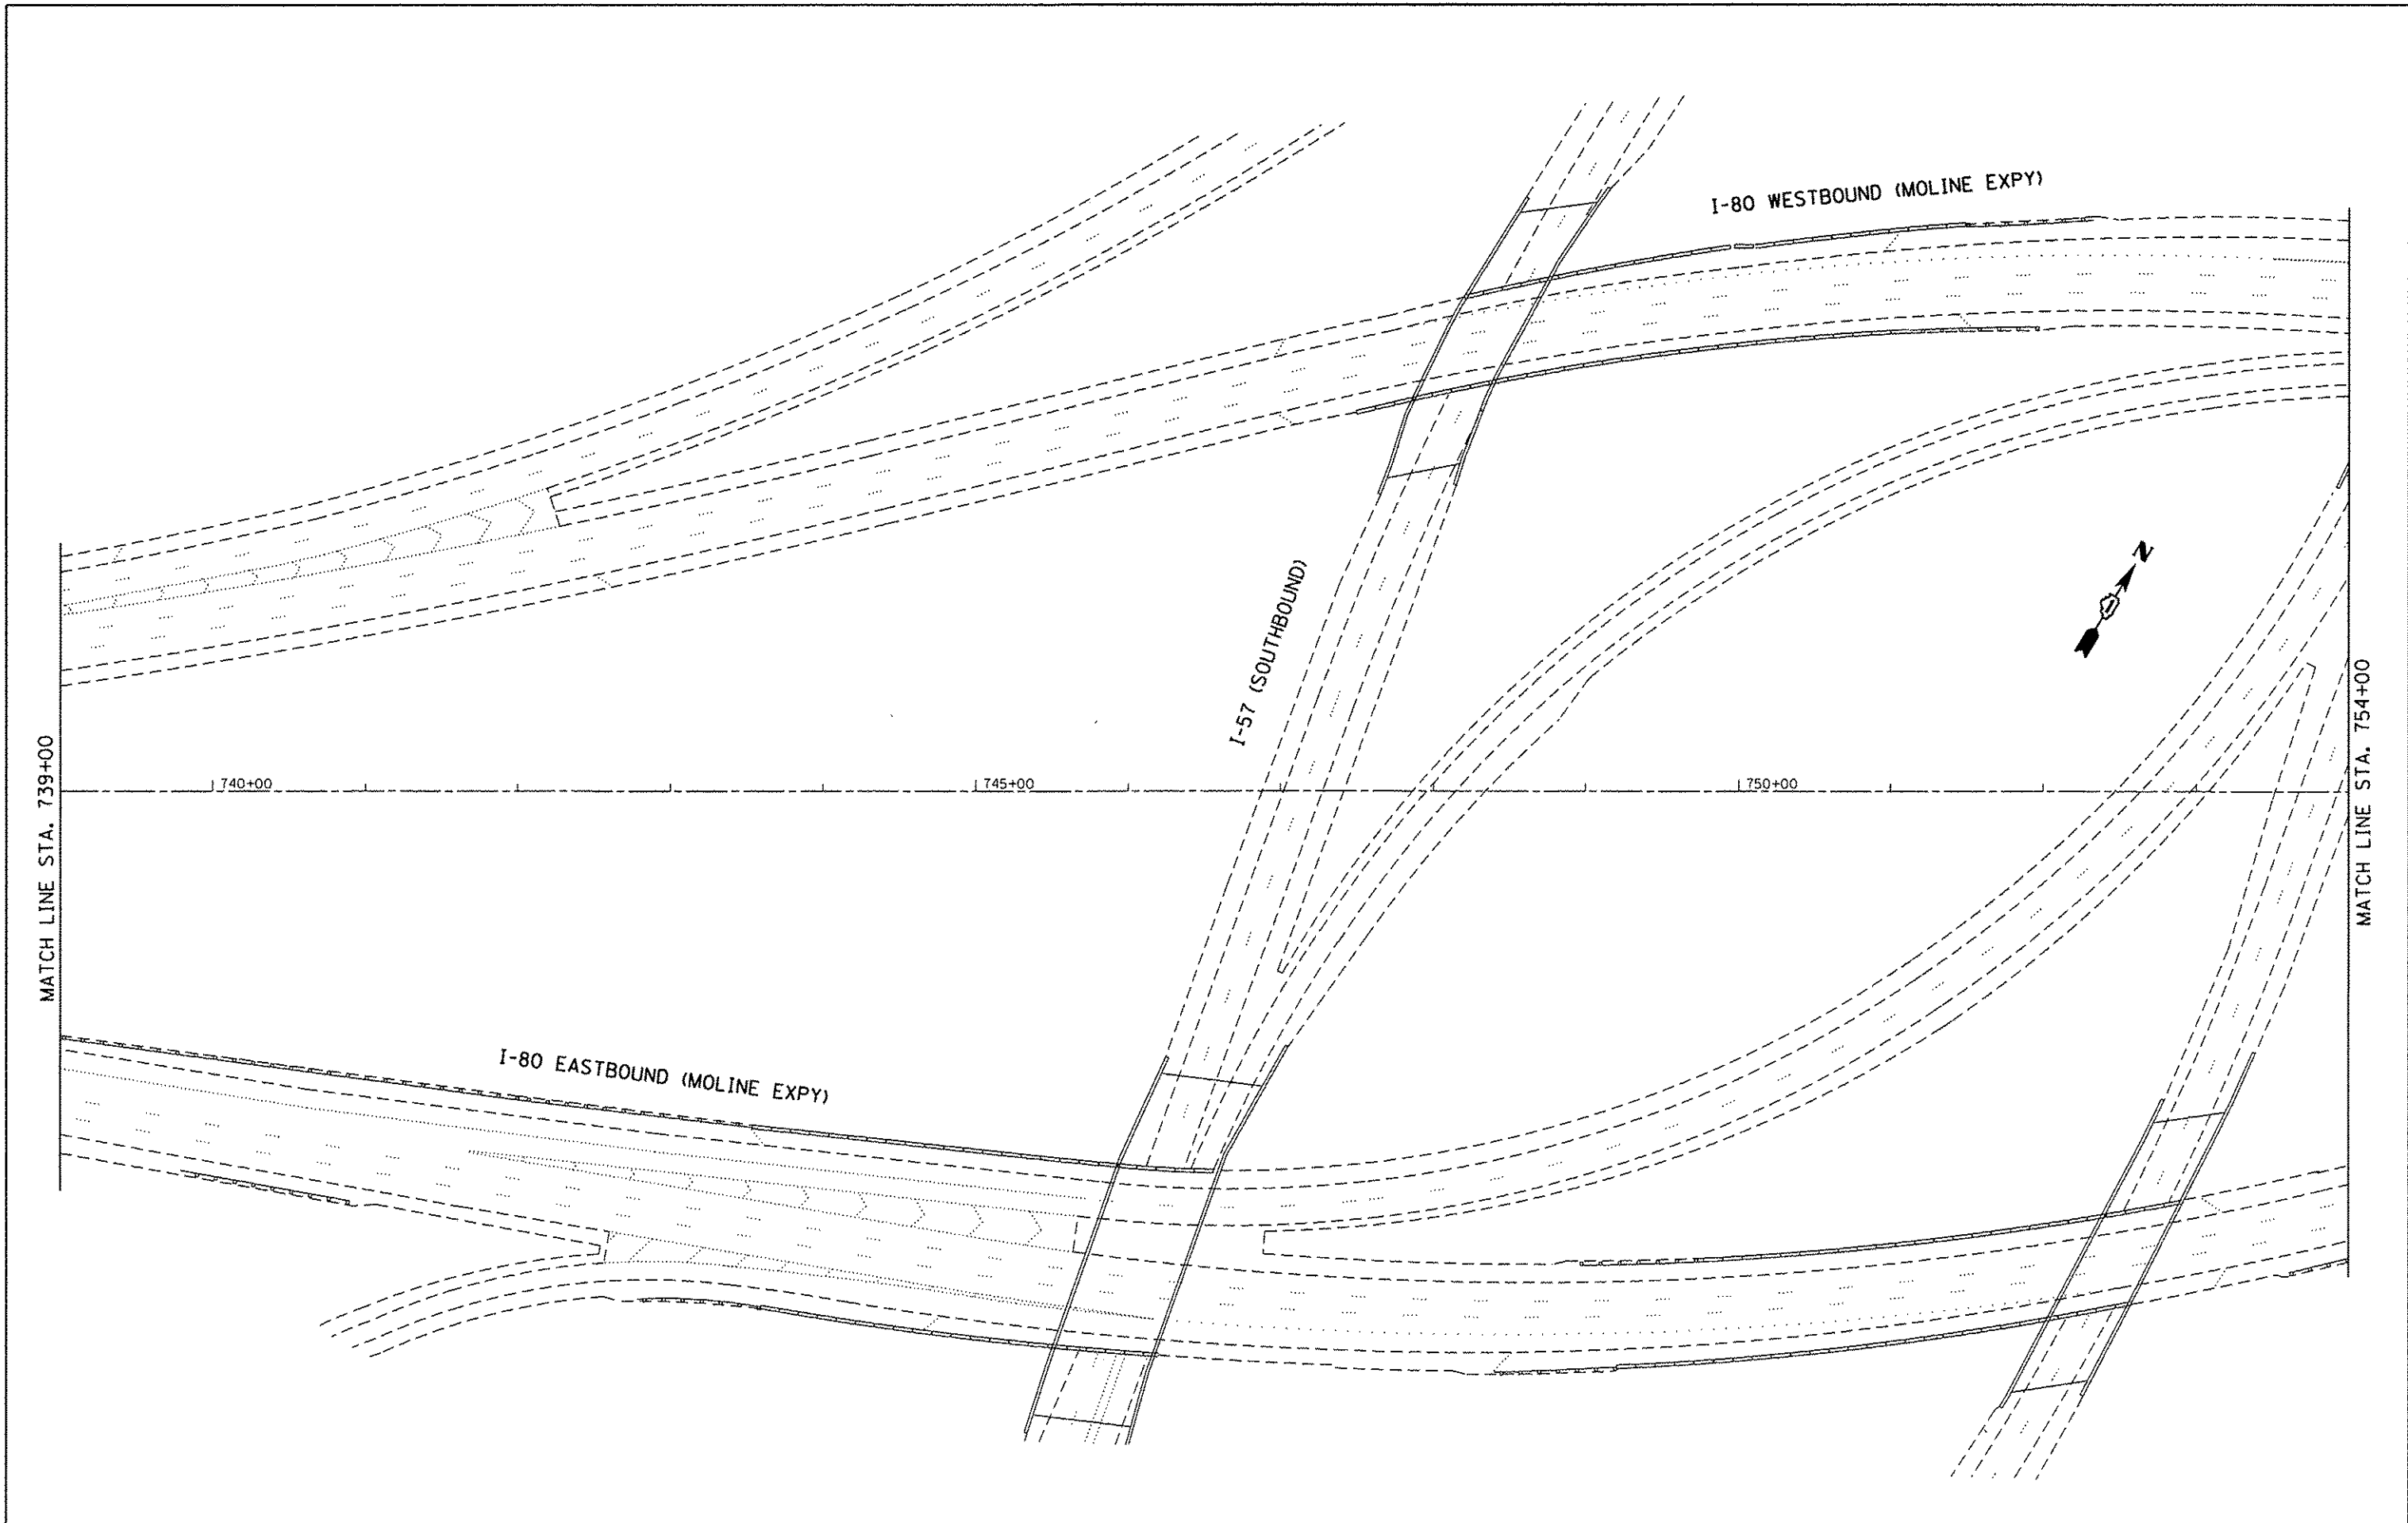 I-80 WESTBOUND (MOLINE EXPY)
N
I-57 (SOUTHBOUND)
MATCH LINE STA. 739+00
740+00
745+00
750+00
MATCH LINE STA. 754+00
I-80 EASTBOUND (MOLINE EXPY)